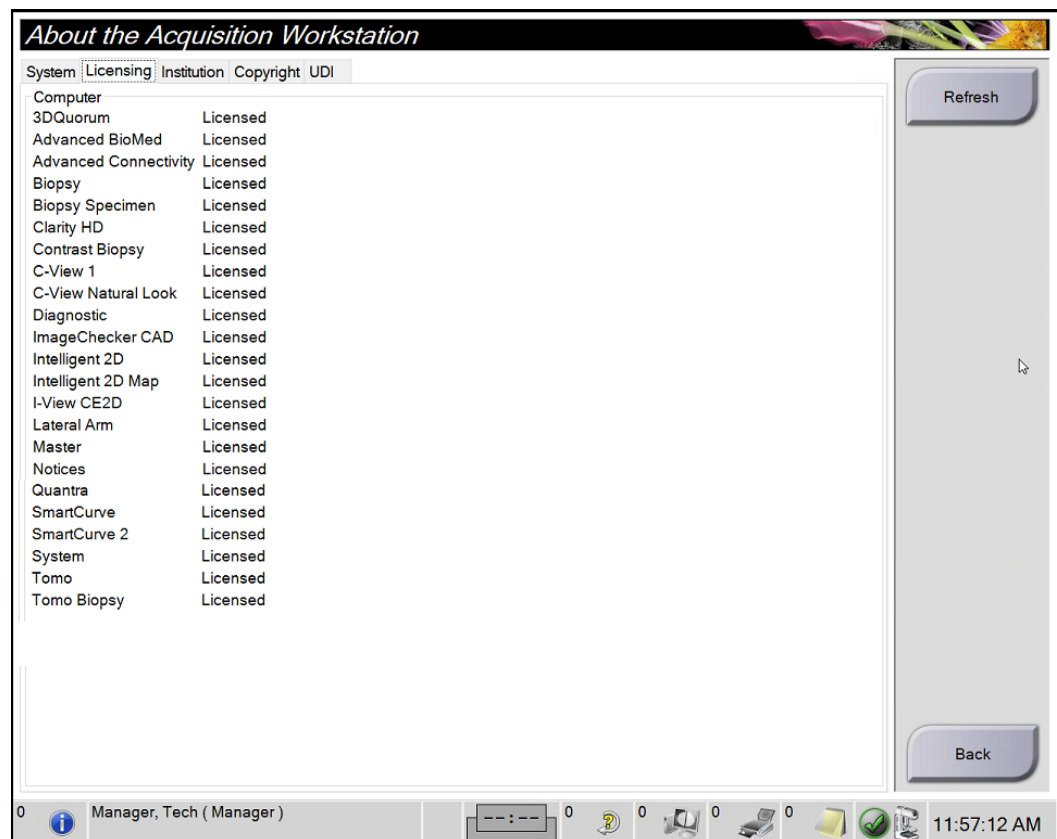 About the Acquisition Workstation
System Licensing Institution Copyright UDI
Refresh
Computer
3DQuorum Licensed
Advanced BioMed Licensed
Advanced Connectivity Licensed
Biopsy Licensed
Biopsy Specimen Licensed
Clarity HD Licensed
Contrast Biopsy Licensed
C-View 1 Licensed
C-View Natural Look Licensed
Diagnostic Licensed
ImageChecker CAD Licensed
Intelligent 2D Licensed
Intelligent 2D Map Licensed
I-View CE2D Licensed
Lateral Arm Licensed
Master Licensed
Notices Licensed
Quantra Licensed
SmartCurve Licensed
SmartCurve 2 Licensed
System Licensed
Tomo Licensed
Tomo Biopsy Licensed
Back
0 Manager, Tech ( Manager ) --:-- 0 0 0 0 11:57:12 AM